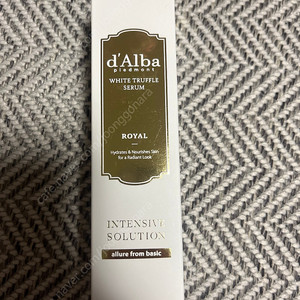 d'Alba
piedmont
WHITE TRUFFLE
SERUM
ROYAL
Hydrates & Nourishes Skin
for a Radiant Look
INTENSIVE
SOLUTION
allure from basic